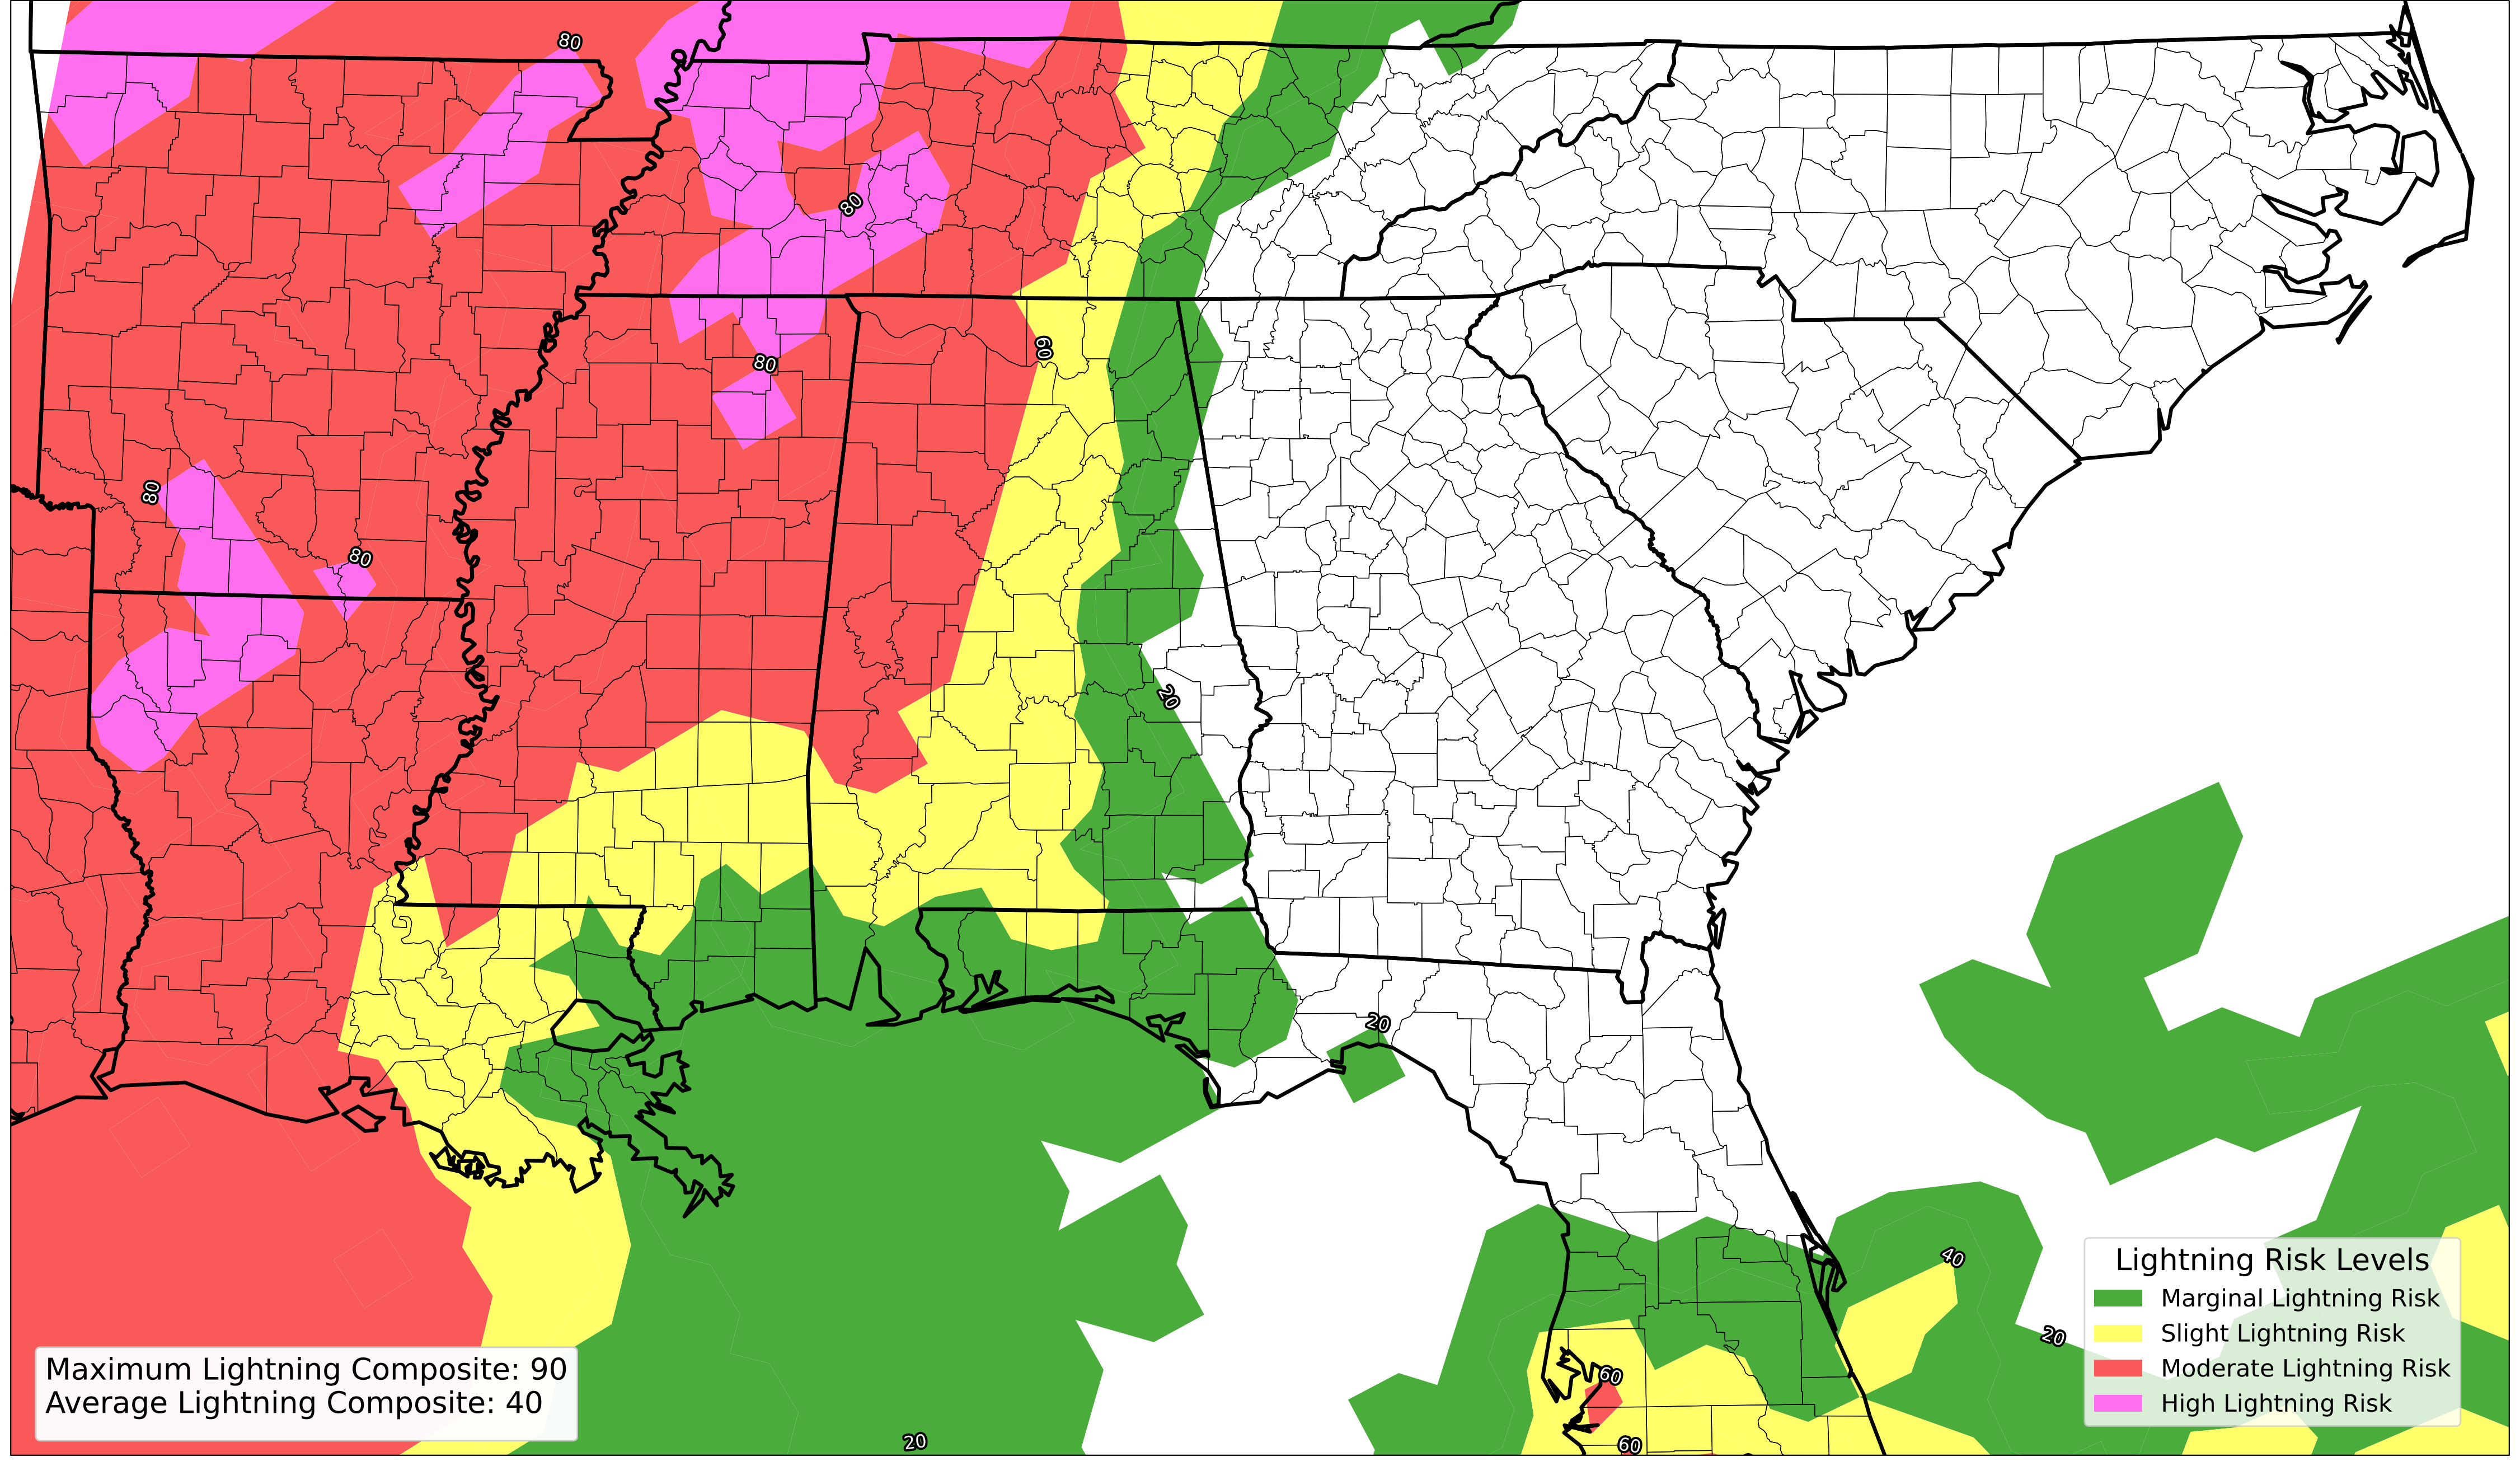 80
80
60
80
80
80
20
20
40
Lightning Risk Levels
Marginal Lightning Risk
Slight Lightning Risk
Moderate Lightning Risk
High Lightning Risk
20
Maximum Lightning Composite: 90
Average Lightning Composite: 40
60
20
60